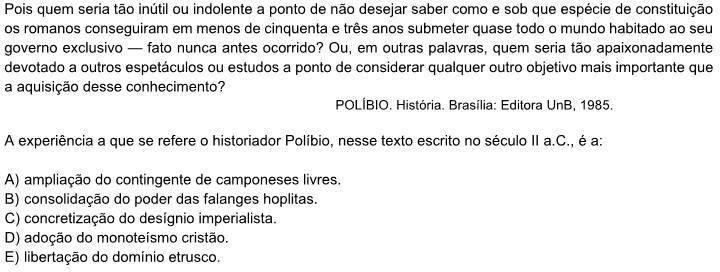 Pois quem seria tão inútil ou indolente a ponto de não desejar saber como e sob que espécie de constituição
os romanos conseguiram em menos de cinquenta e três anos submeter quase todo o mundo habitado ao seu
governo exclusivo — fato nunca antes ocorrido? Ou, em outras palavras, quem seria tão apaixonadamente
devotado a outros espetáculos ou estudos a ponto de considerar qualquer outro objetivo mais importante que
a aquisição desse conhecimento?
POLÍBIO. História. Brasília: Editora UnB, 1985.
A experiência a que se refere o historiador Políbio, nesse texto escrito no século II a.C., é a:
A) ampliação do contingente de camponeses livres.
B) consolidação do poder das falanges hoplitas.
C) concretização do desígnio imperialista.
D) adoção do monoteísmo cristão.
E) libertação do domínio etrusco.